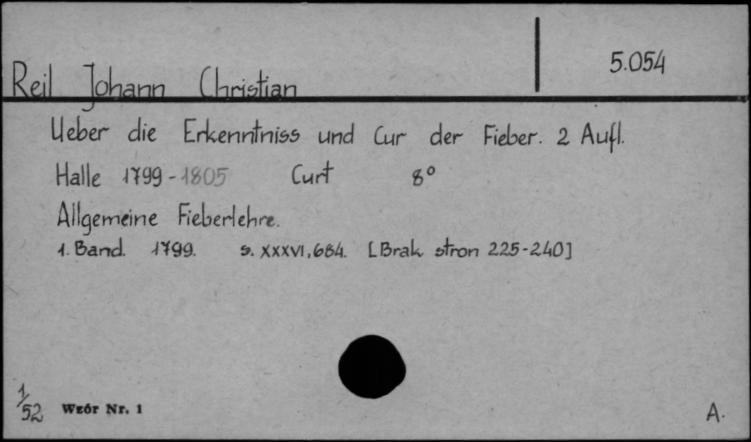 5.054
Reil Johann Christian
Ueber die Erkenntniss und Cur der Fieber. 2 Aufl.
Halle 1799-1805 Curt 8°
Allgemeine Fieberlehre.
1. Band. 1799. s. XXXVI, 684. [Brak stron 225-240]
1/52 Wzór Nr. 1
A.